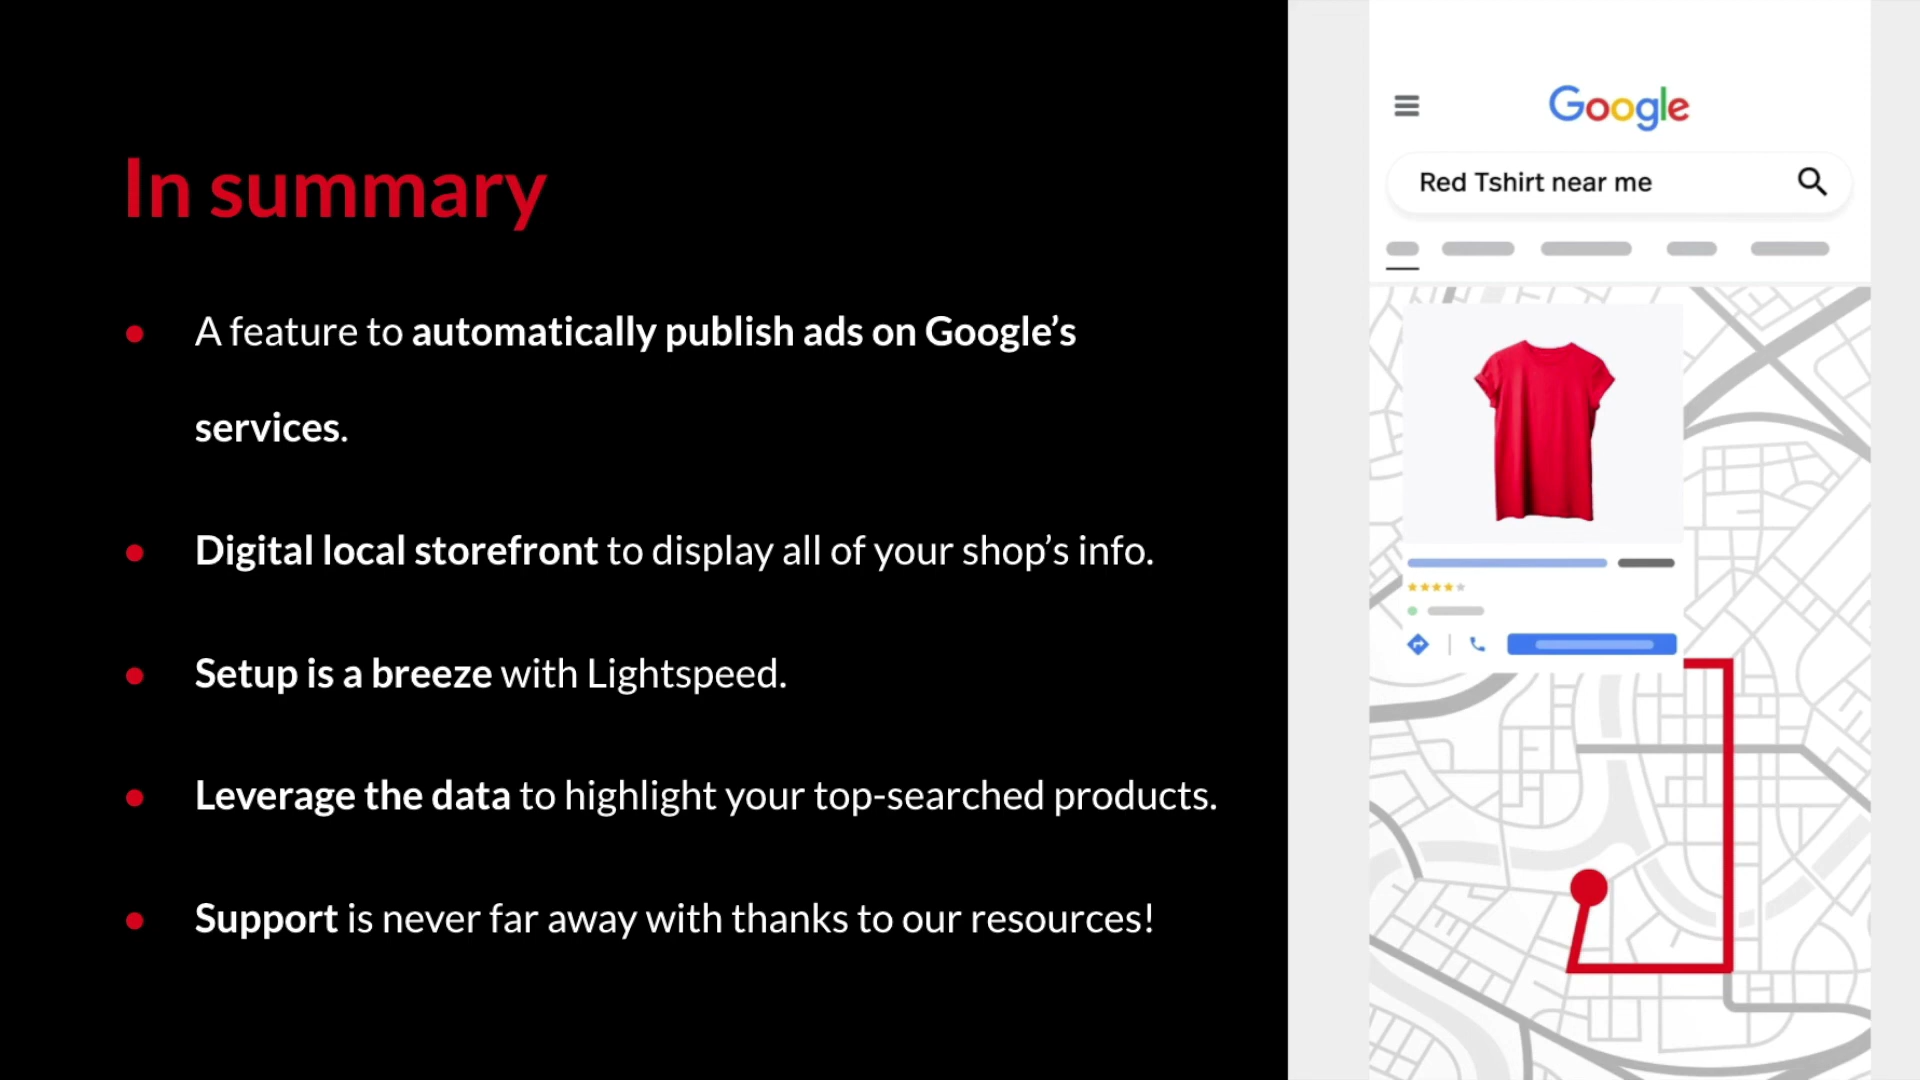 In summary
A feature to automatically publish ads on Google’s
services.
Digital local storefront to display all of your shop’s info.
Setup is a breeze with Lightspeed.
Leverage the data to highlight your top-searched products.
Support is never far away with thanks to our resources!
Google
Red Tshirt near me